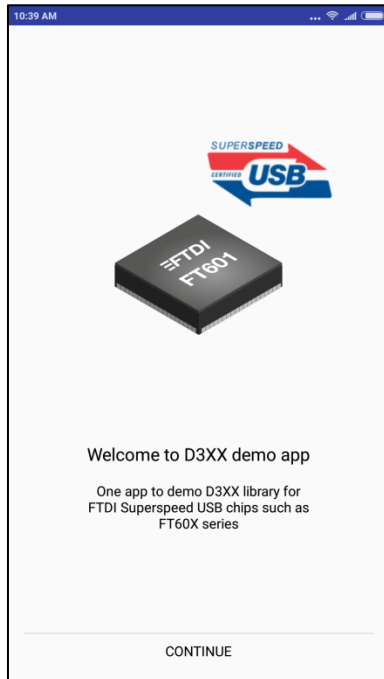 10:39 AM
SUPERSPEED
CERTIFIED USB
FTDI
FT601
Welcome to D3XX demo app
One app to demo D3XX library for
FTDI Superspeed USB chips such as
FT60X series
CONTINUE